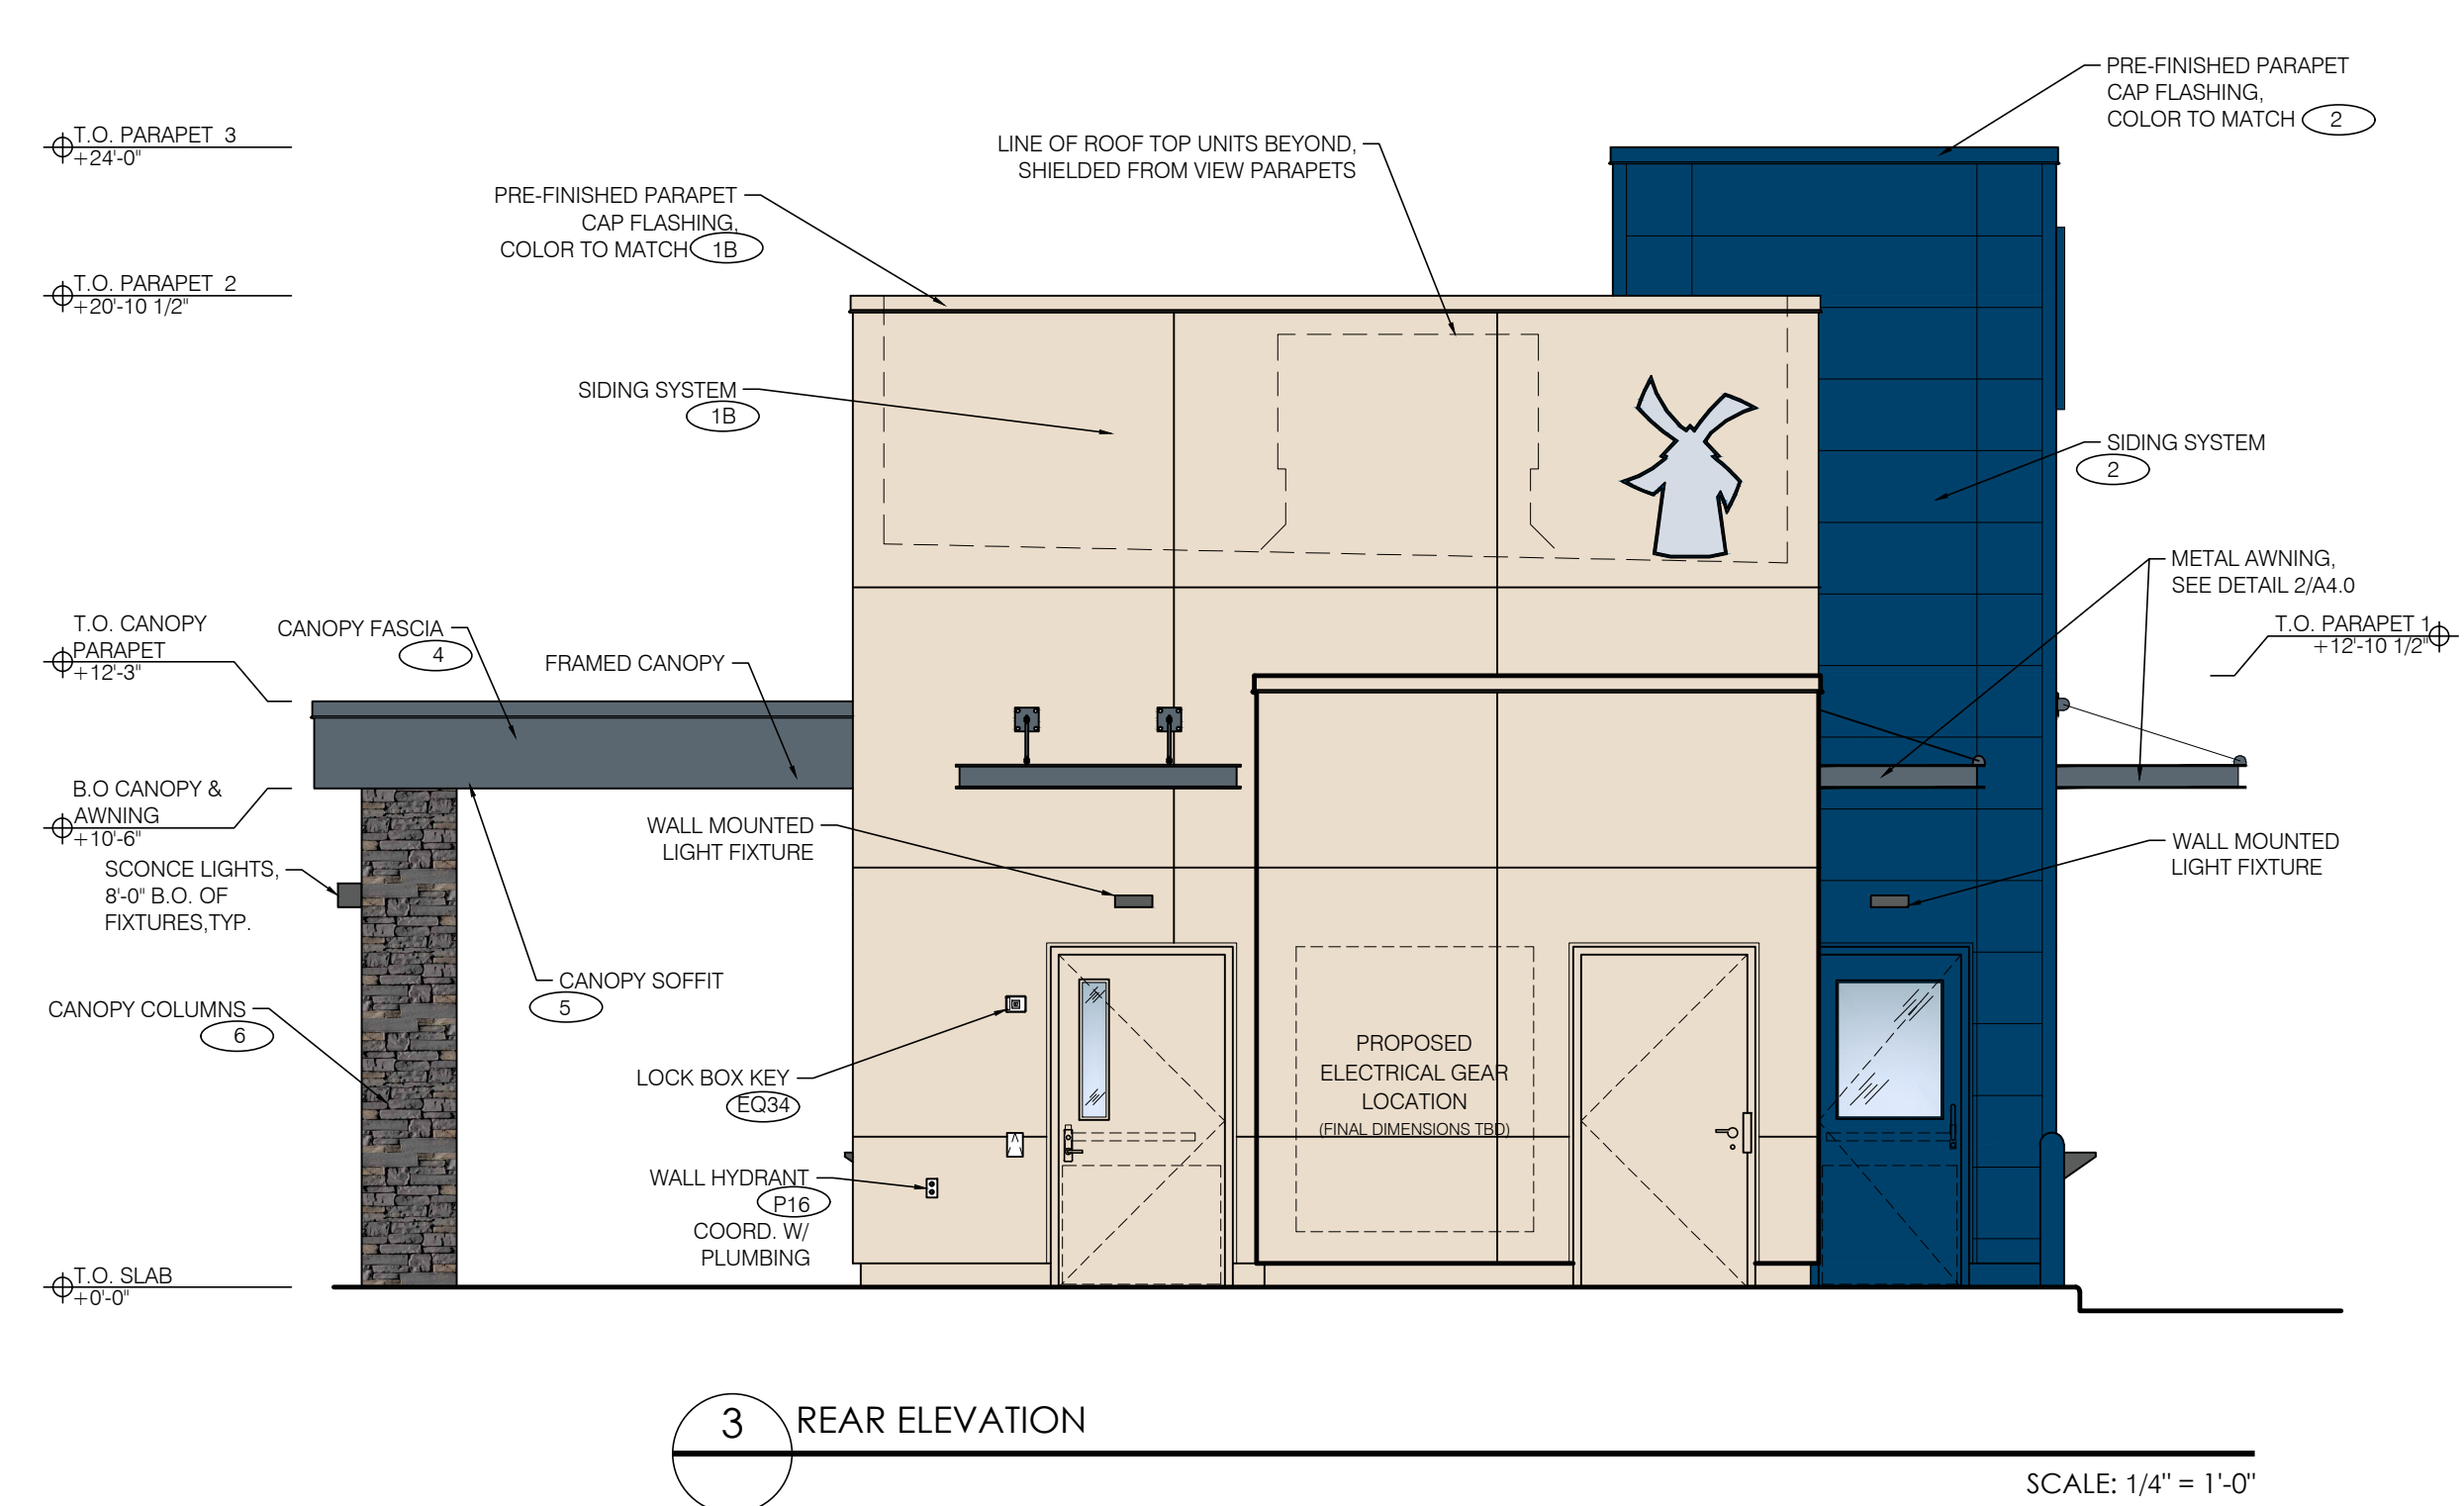 PRE-FINISHED PARAPET
CAP FLASHING,
COLOR TO MATCH 2
T.O. PARAPET 3
+24'-0"
LINE OF ROOF TOP UNITS BEYOND,
SHIELDED FROM VIEW PARAPETS
PRE-FINISHED PARAPET
CAP FLASHING,
COLOR TO MATCH 1B
T.O. PARAPET 2
+20'-10 1/2"
SIDING SYSTEM
1B
SIDING SYSTEM
2
METAL AWNING,
SEE DETAIL 2/A4.0
T.O. PARAPET 1
+12'-10 1/2"
T.O. CANOPY
PARAPET
+12'-3"
CANOPY FASCIA
4
FRAMED CANOPY
B.O CANOPY &
AWNING
+10'-6"
WALL MOUNTED
LIGHT FIXTURE
WALL MOUNTED
LIGHT FIXTURE
SCONCE LIGHTS,
8'-0" B.O. OF
FIXTURES,TYP.
CANOPY SOFFIT
5
CANOPY COLUMNS
6
LOCK BOX KEY
EQ34
PROPOSED
ELECTRICAL GEAR
LOCATION
(FINAL DIMENSIONS TBD)
WALL HYDRANT
P16
COORD. W/
PLUMBING
T.O. SLAB
+0'-0"
3 REAR ELEVATION
SCALE: 1/4" = 1'-0"